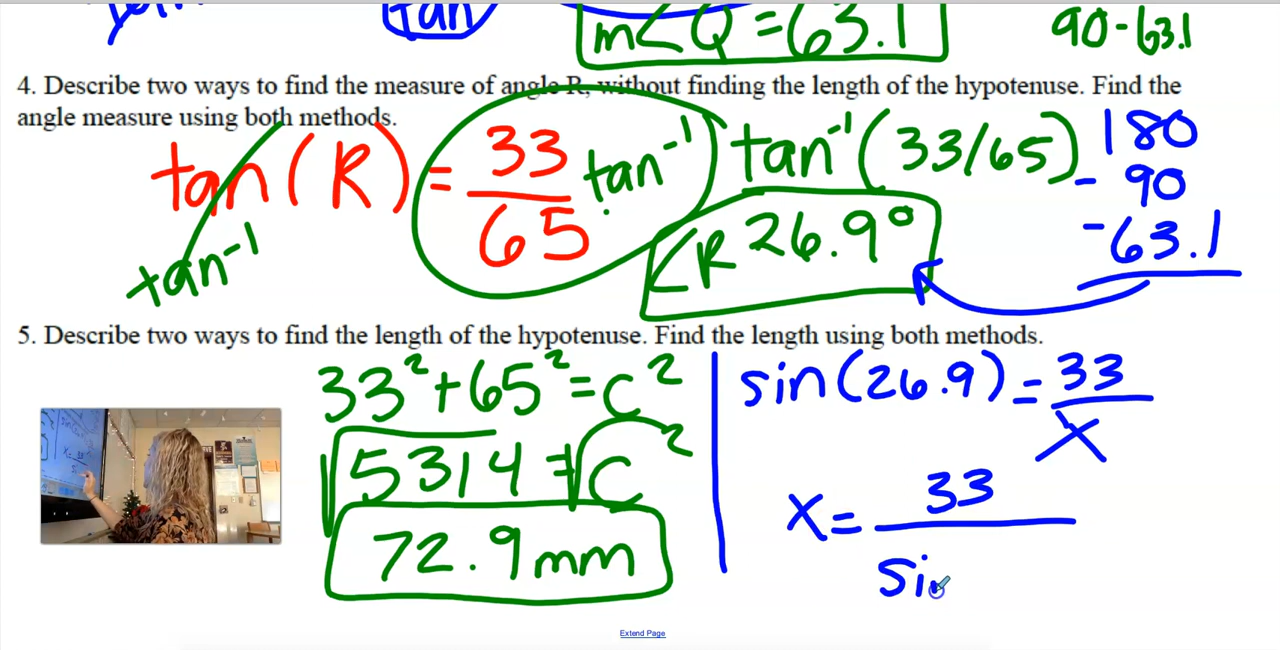 tan
m∠Q = 63.1
90 - 63.1
4. Describe two ways to find the measure of angle R, without finding the length of the hypotenuse. Find the
angle measure using both methods.
tan(R) = 33/65 tan⁻¹
tan⁻¹
tan⁻¹(33/65)
∠R 26.9°
180
- 90
- 63.1
5. Describe two ways to find the length of the hypotenuse. Find the length using both methods.
33² + 65² = c²
√5314 = √c²
72.9mm
sin(26.9) = 33/x
x = 33/sin
Extend Page